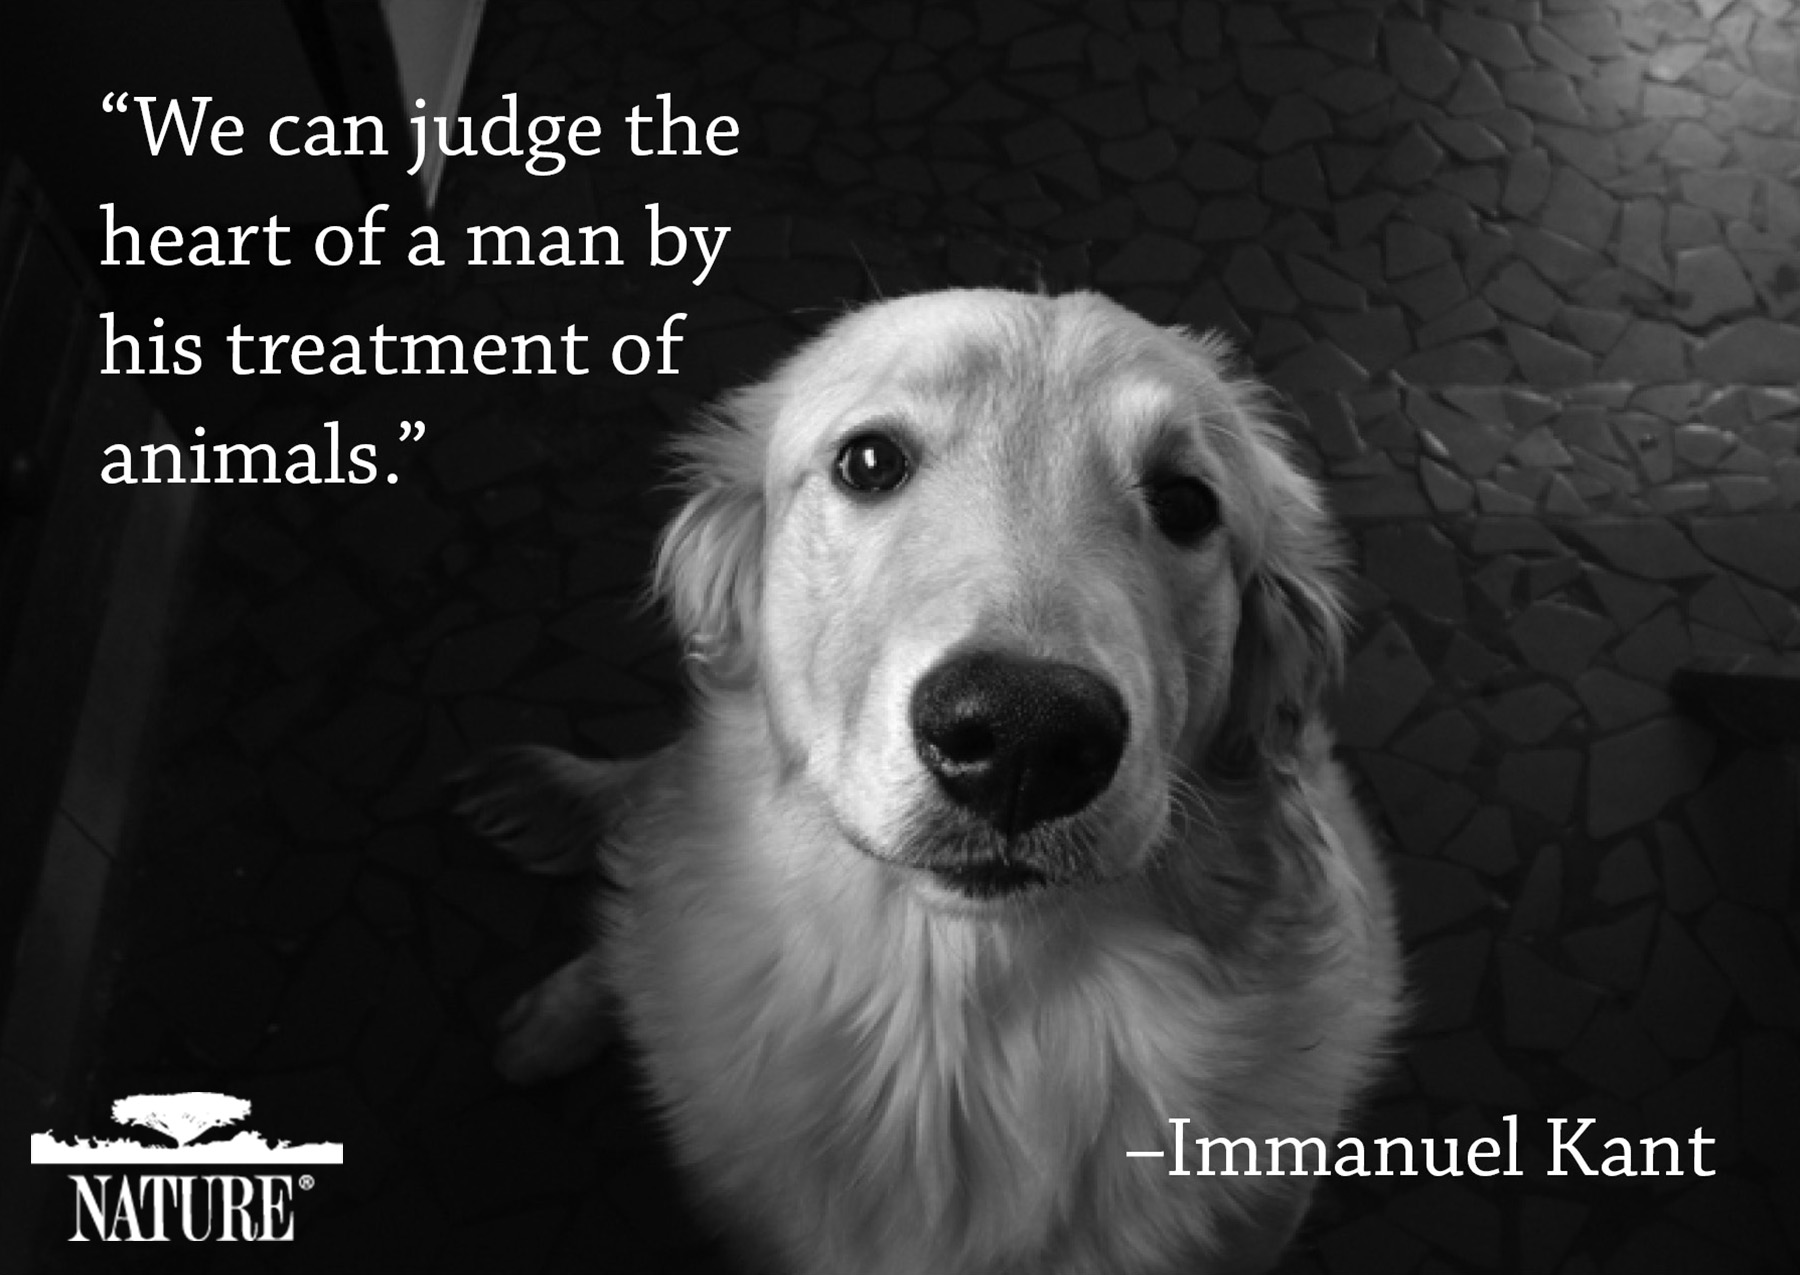 “We can judge the
heart of a man by
his treatment of
animals.”
–Immanuel Kant
NATURE®